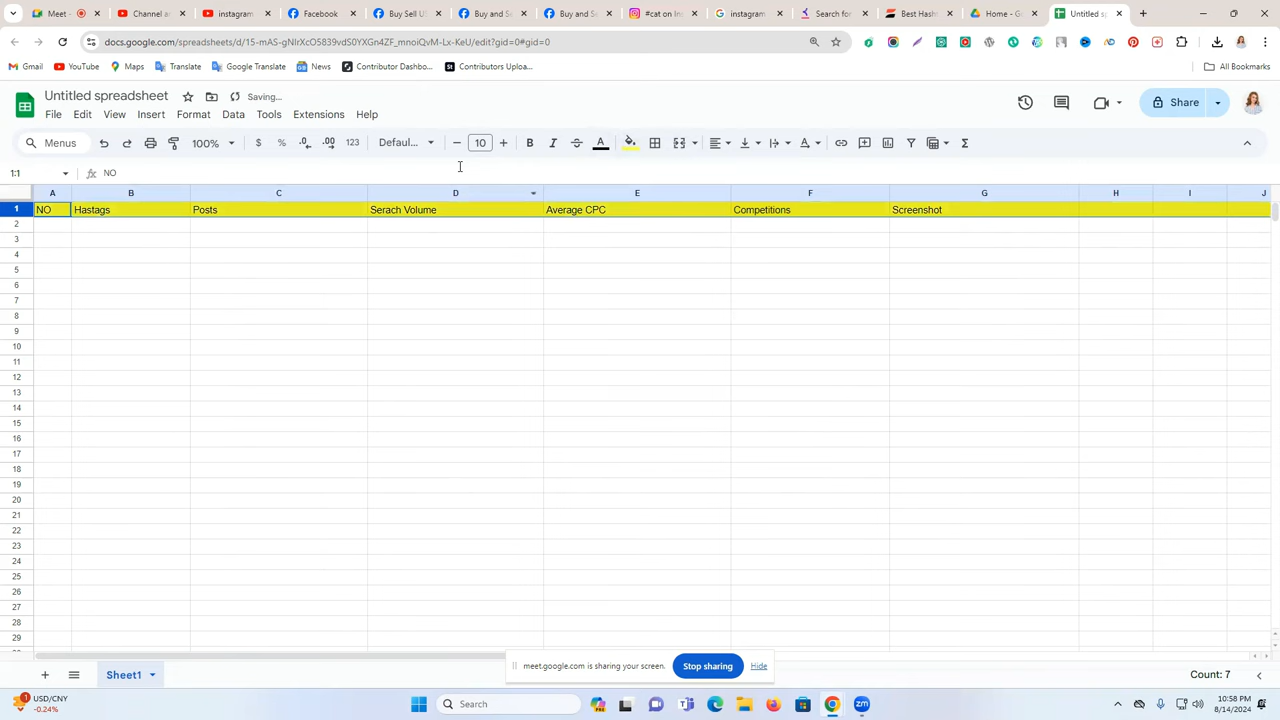 Meet -
Channel a
instagram
Facebook
Buy Sell U
Buy and Se
Buy and Se
#cat on In
instagram
Search for
Best Hash
Home - G
Untitled sp
docs.google.com/spreadsheets/d/15-mAS-gNIrXcOS839vdS0YXGn4ZF_mnoiQvM-Lx-KeU/edit?gid=0#gid=0
Gmail
YouTube
Maps
Translate
Google Translate
News
Contributor Dashbo...
Contributors Uploa...
All Bookmarks
Untitled spreadsheet
Saving...
File Edit View Insert Format Data Tools Extensions Help
Share
Menus
100%
$ % .0 .00 123
Defaul...
10
B I
A
1:1
NO
A B C D E F G H I J
1 NO Hastags Posts Serach Volume Average CPC Competitions Screenshot
2
3
4
5
6
7
8
9
10
11
12
13
14
15
16
17
18
19
20
21
22
23
24
25
26
27
28
29
meet.google.com is sharing your screen.
Stop sharing
Hide
Sheet1
Count: 7
USD/CNY
-0.24%
Search
10:58 PM
8/14/2024